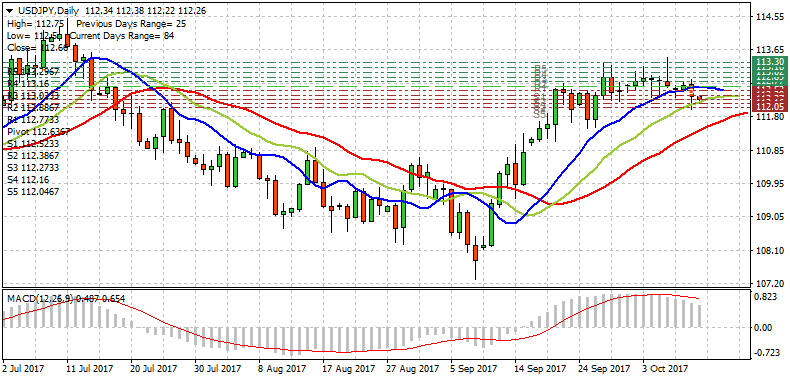 USDJPY,Daily 112.34 112.38 112.22 112.26
High= 112.75 Previous Days Range= 25
Low= Current Days Range= 84
Close=
R5 113.2967
R4 113.16
R3
R2 112.8867
R1 112.7733
Pivot
S1 112.5233
S2 112.3867
S3 112.2733
S4 112.16
S5 112.0467
114.55
113.65
113.30
112.05
111.80
110.85
109.95
109.05
108.10
107.20
MACD(12,26,9) 0.487 0.654
0.823
0.00
-0.723
2 Jul 2017 11 Jul 2017 20 Jul 2017 30 Jul 2017 8 Aug 2017 17 Aug 2017 27 Aug 2017 5 Sep 2017 14 Sep 2017 24 Sep 2017 3 Oct 2017